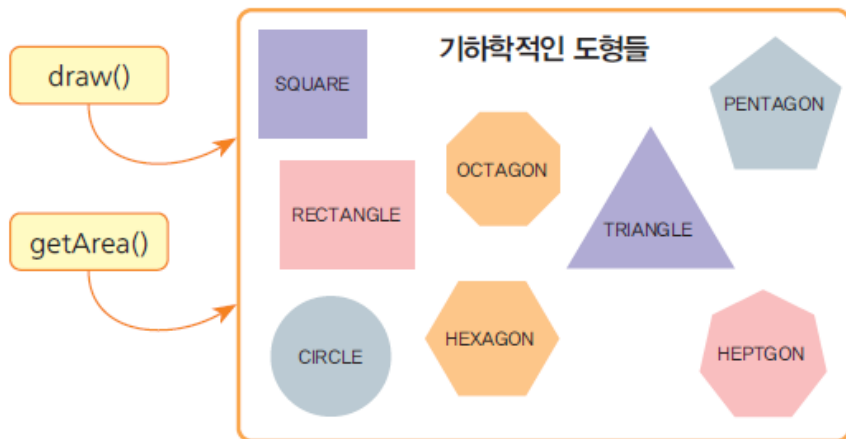 기하학적인 도형들
draw()
SQUARE
PENTAGON
OCTAGON
RECTANGLE
TRIANGLE
getArea()
CIRCLE
HEXAGON
HEPTGON